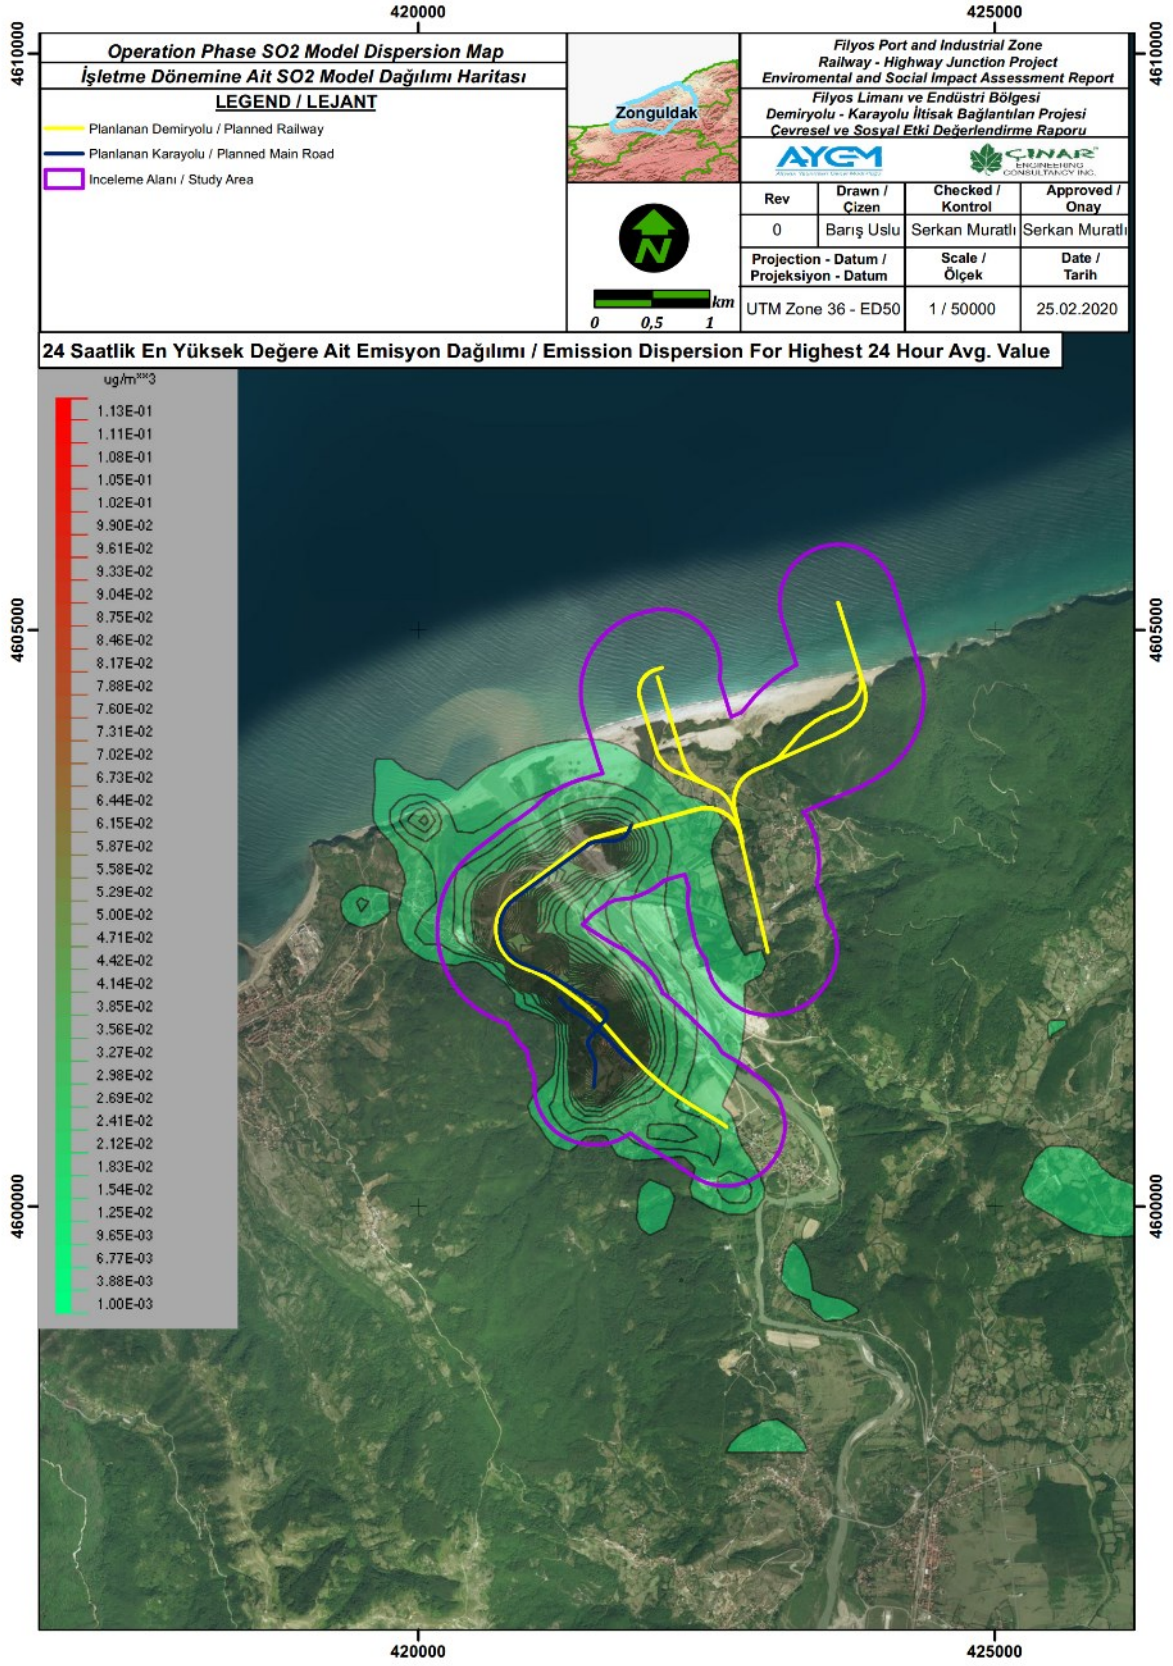 420000
425000
4610000
4610000
Operation Phase SO2 Model Dispersion Map
İşletme Dönemine Ait SO2 Model Dağılımı Haritası
LEGEND / LEJANT
Planlanan Demiryolu / Planned Railway
Planlanan Karayolu / Planned Main Road
Inceleme Alanı / Study Area
Zonguldak
N
km
0 0,5 1
Filyos Port and Industrial Zone
Railway - Highway Junction Project
Enviromental and Social Impact Assessment Report
Filyos Limanı ve Endüstri Bölgesi
Demiryolu - Karayolu İltisak Bağlantıları Projesi
Çevresel ve Sosyal Etki Değerlendirme Raporu
AYGM
ÇINAR
ENGINEERING
CONSULTANCY INC.
Rev
Drawn /
Çizen
Checked /
Kontrol
Approved /
Onay
0
Barış Uslu
Serkan Muratlı
Serkan Muratlı
Projection - Datum /
Projeksiyon - Datum
Scale /
Ölçek
Date /
Tarih
UTM Zone 36 - ED50
1 / 50000
25.02.2020
24 Saatlik En Yüksek Değere Ait Emisyon Dağılımı / Emission Dispersion For Highest 24 Hour Avg. Value
ug/m**3
1.13E-01
1.11E-01
1.08E-01
1.05E-01
1.02E-01
9.90E-02
9.61E-02
9.33E-02
9.04E-02
8.75E-02
8.46E-02
8.17E-02
7.88E-02
7.60E-02
7.31E-02
7.02E-02
6.73E-02
6.44E-02
6.15E-02
5.87E-02
5.58E-02
5.29E-02
5.00E-02
4.71E-02
4.42E-02
4.14E-02
3.85E-02
3.56E-02
3.27E-02
2.98E-02
2.69E-02
2.41E-02
2.12E-02
1.83E-02
1.54E-02
1.25E-02
9.65E-03
6.77E-03
3.88E-03
1.00E-03
4605000
4605000
4600000
4600000
420000
425000